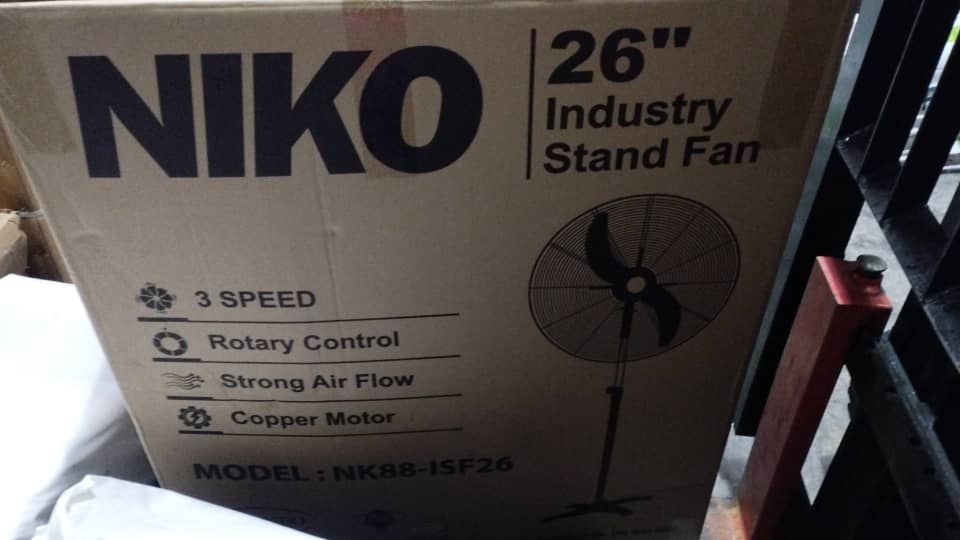 NIKO
26"
Industry
Stand Fan
3 SPEED
Rotary Control
Strong Air Flow
Copper Motor
MODEL : NK88-ISF26